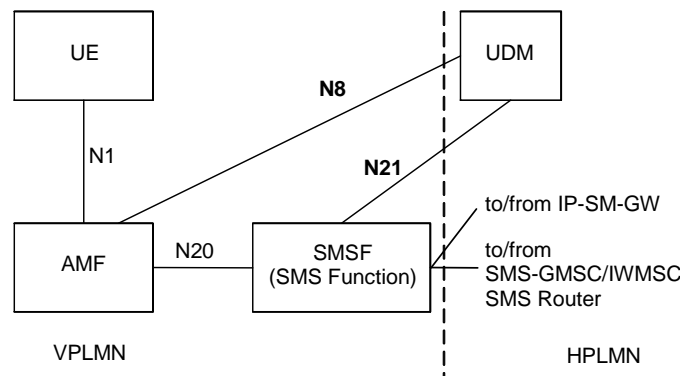 UE
UDM
N8
N1
N21
to/from IP-SM-GW
AMF
N20
SMSF
(SMS Function)
to/from
SMS-GMSC/IWMSC
SMS Router
VPLMN
HPLMN